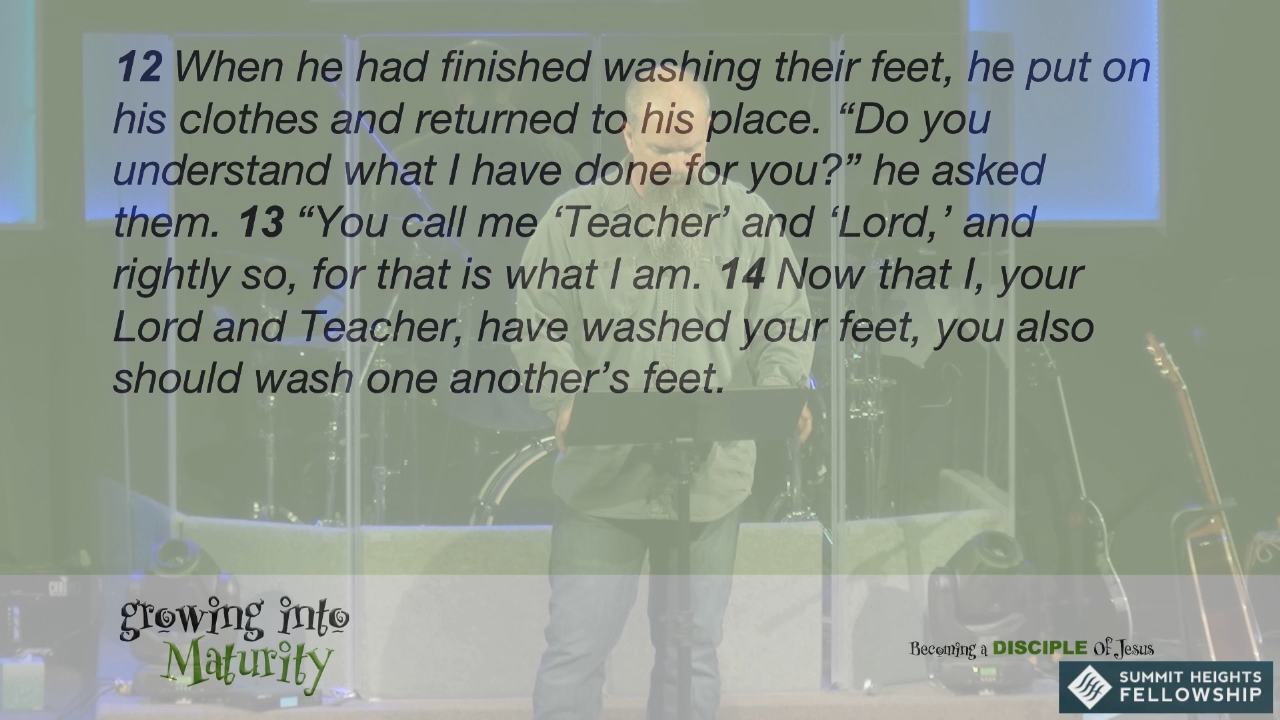 12 When he had finished washing their feet, he put on
his clothes and returned to his place. “Do you
understand what I have done for you?” he asked
them. 13 “You call me ‘Teacher’ and ‘Lord,’ and
rightly so, for that is what I am. 14 Now that I, your
Lord and Teacher, have washed your feet, you also
should wash one another’s feet.
growing into
Maturity
Becoming a DISCIPLE Of Jesus
SUMMIT HEIGHTS
FELLOWSHIP